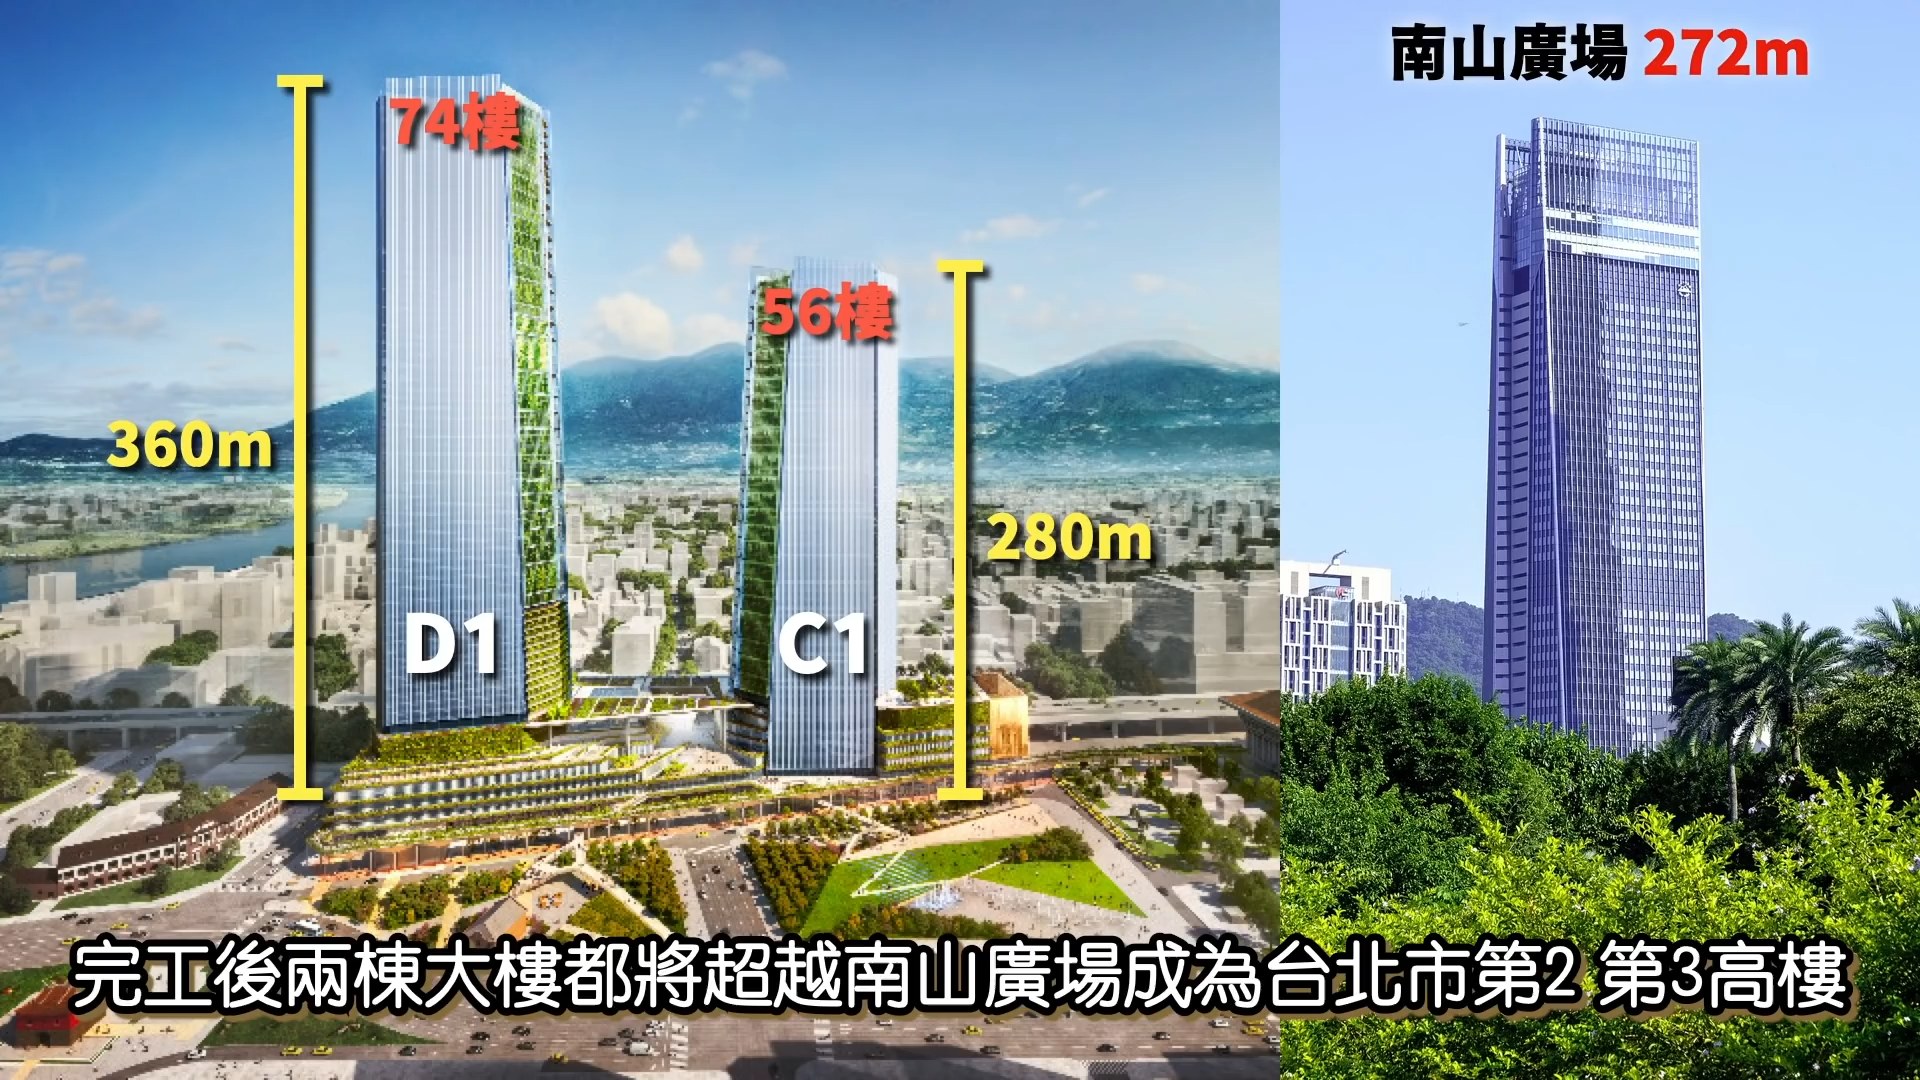 南山廣場 272m
74樓
56樓
360m
280m
D1
C1
完工後兩棟大樓都將超越南山廣場成為台北市第2 第3高樓